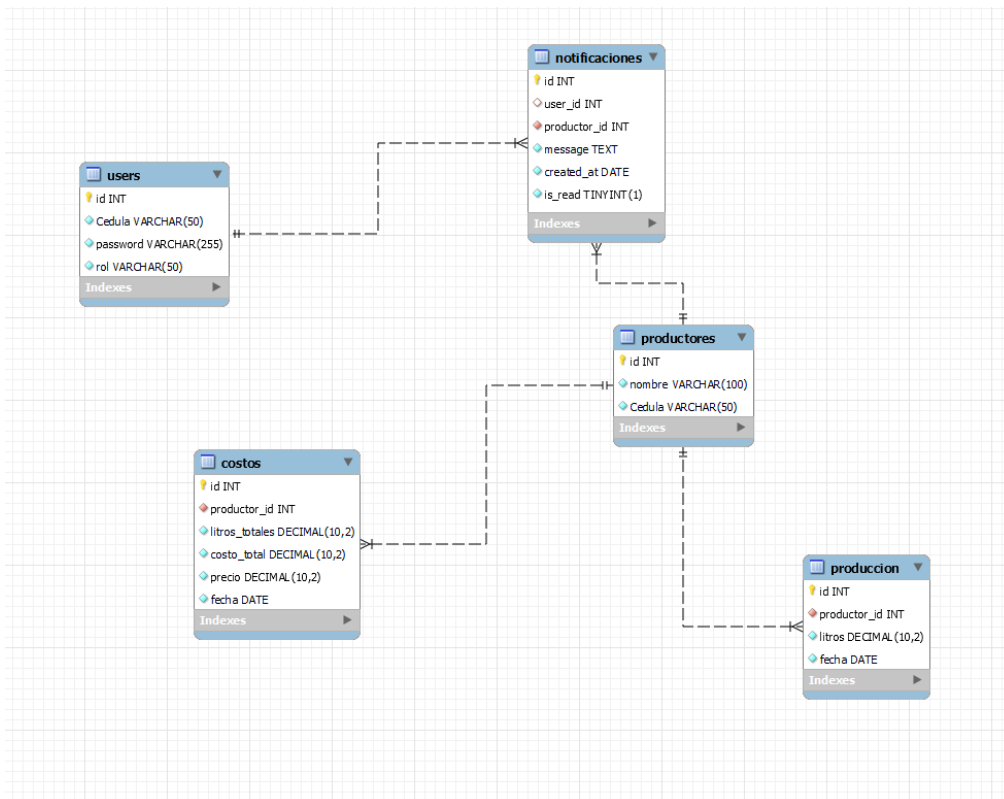 notificaciones
id INT
user_id INT
productor_id INT
message TEXT
created_at DATE
is_read TINYINT(1)
Indexes
users
id INT
Cedula VARCHAR(50)
password VARCHAR(255)
rol VARCHAR(50)
Indexes
productores
id INT
nombre VARCHAR(100)
Cedula VARCHAR(50)
Indexes
costos
id INT
productor_id INT
litros_totales DECIMAL(10,2)
costo_total DECIMAL(10,2)
precio DECIMAL(10,2)
fecha DATE
Indexes
produccion
id INT
productor_id INT
litros DECIMAL(10,2)
fecha DATE
Indexes